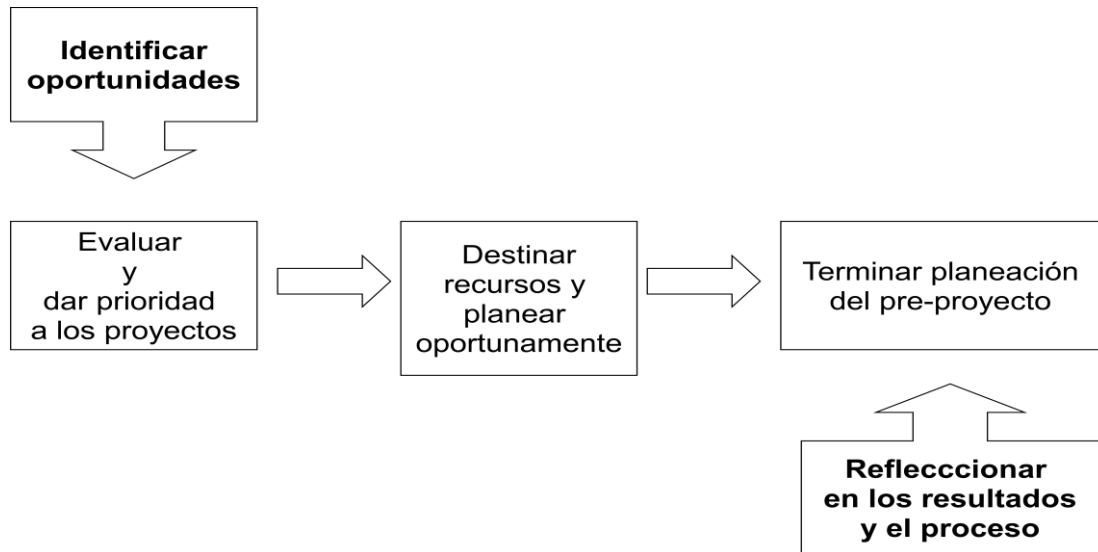 Identificar
oportunidades
Evaluar
y
dar prioridad
a los proyectos
Destinar
recursos y
planear
oportunamente
Terminar planeación
del pre-proyecto
Reflecccionar
en los resultados
y el proceso